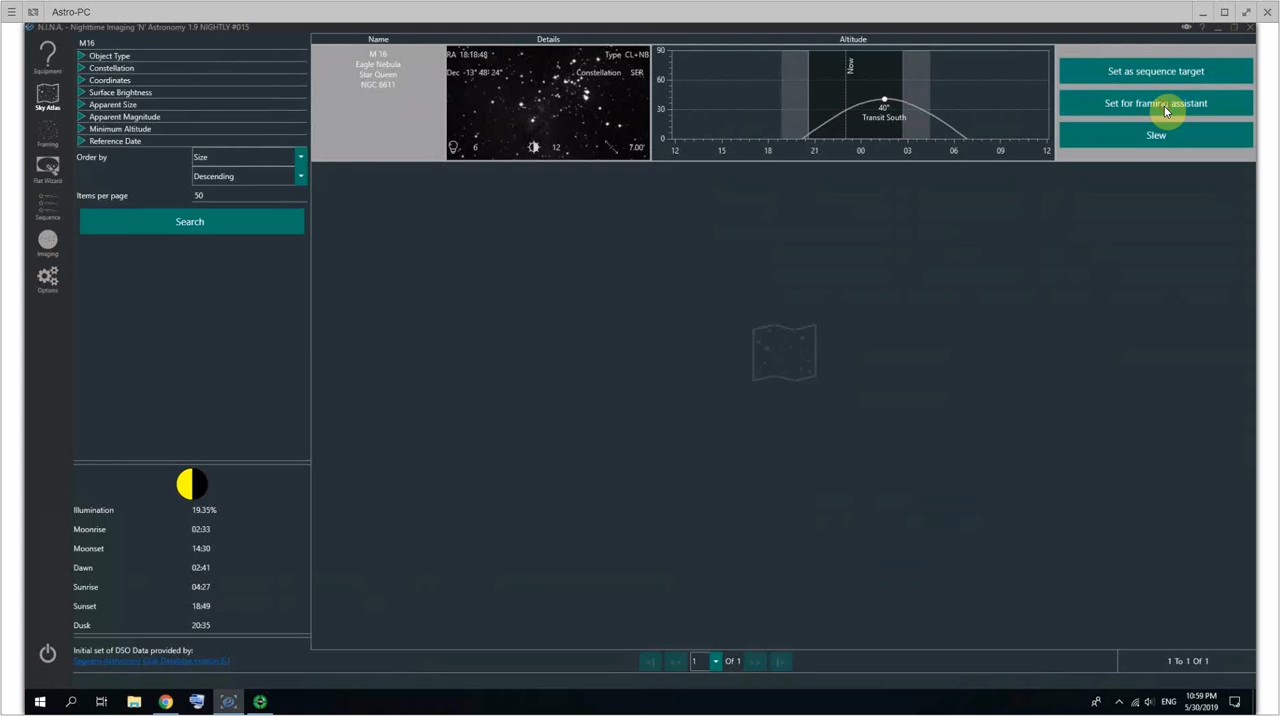 Astro-PC
N.I.N.A. - Nighttime Imaging 'N' Astronomy 1.9 NIGHTLY #015
Equipment
Sky Atlas
Framing
Flat Wizard
Sequence
Imaging
Options
M16
Object Type
Constellation
Coordinates
Surface Brightness
Apparent Size
Apparent Magnitude
Minimum Altitude
Reference Date
Order by Size
Descending
Items per page 50
Search
Illumination 19.35%
Moonrise 02:33
Moonset 14:30
Dawn 02:41
Sunrise 04:27
Sunset 18:49
Dusk 20:35
Initial set of DSO Data provided by:
Name Details Altitude
M 16
Eagle Nebula
Star Queen
NGC 6611
RA 18:18:48 Type CL+NB
Dec -13° 48' 24" Constellation SER
6 12 7.00'
90
60
30
0
Now
40°
Transit South
12 15 18 21 00 03 06 09 12
Set as sequence target
Set for framing assistant
Slew
1 Of 1
1 To 1 Of 1
ENG
10:59 PM
5/30/2019